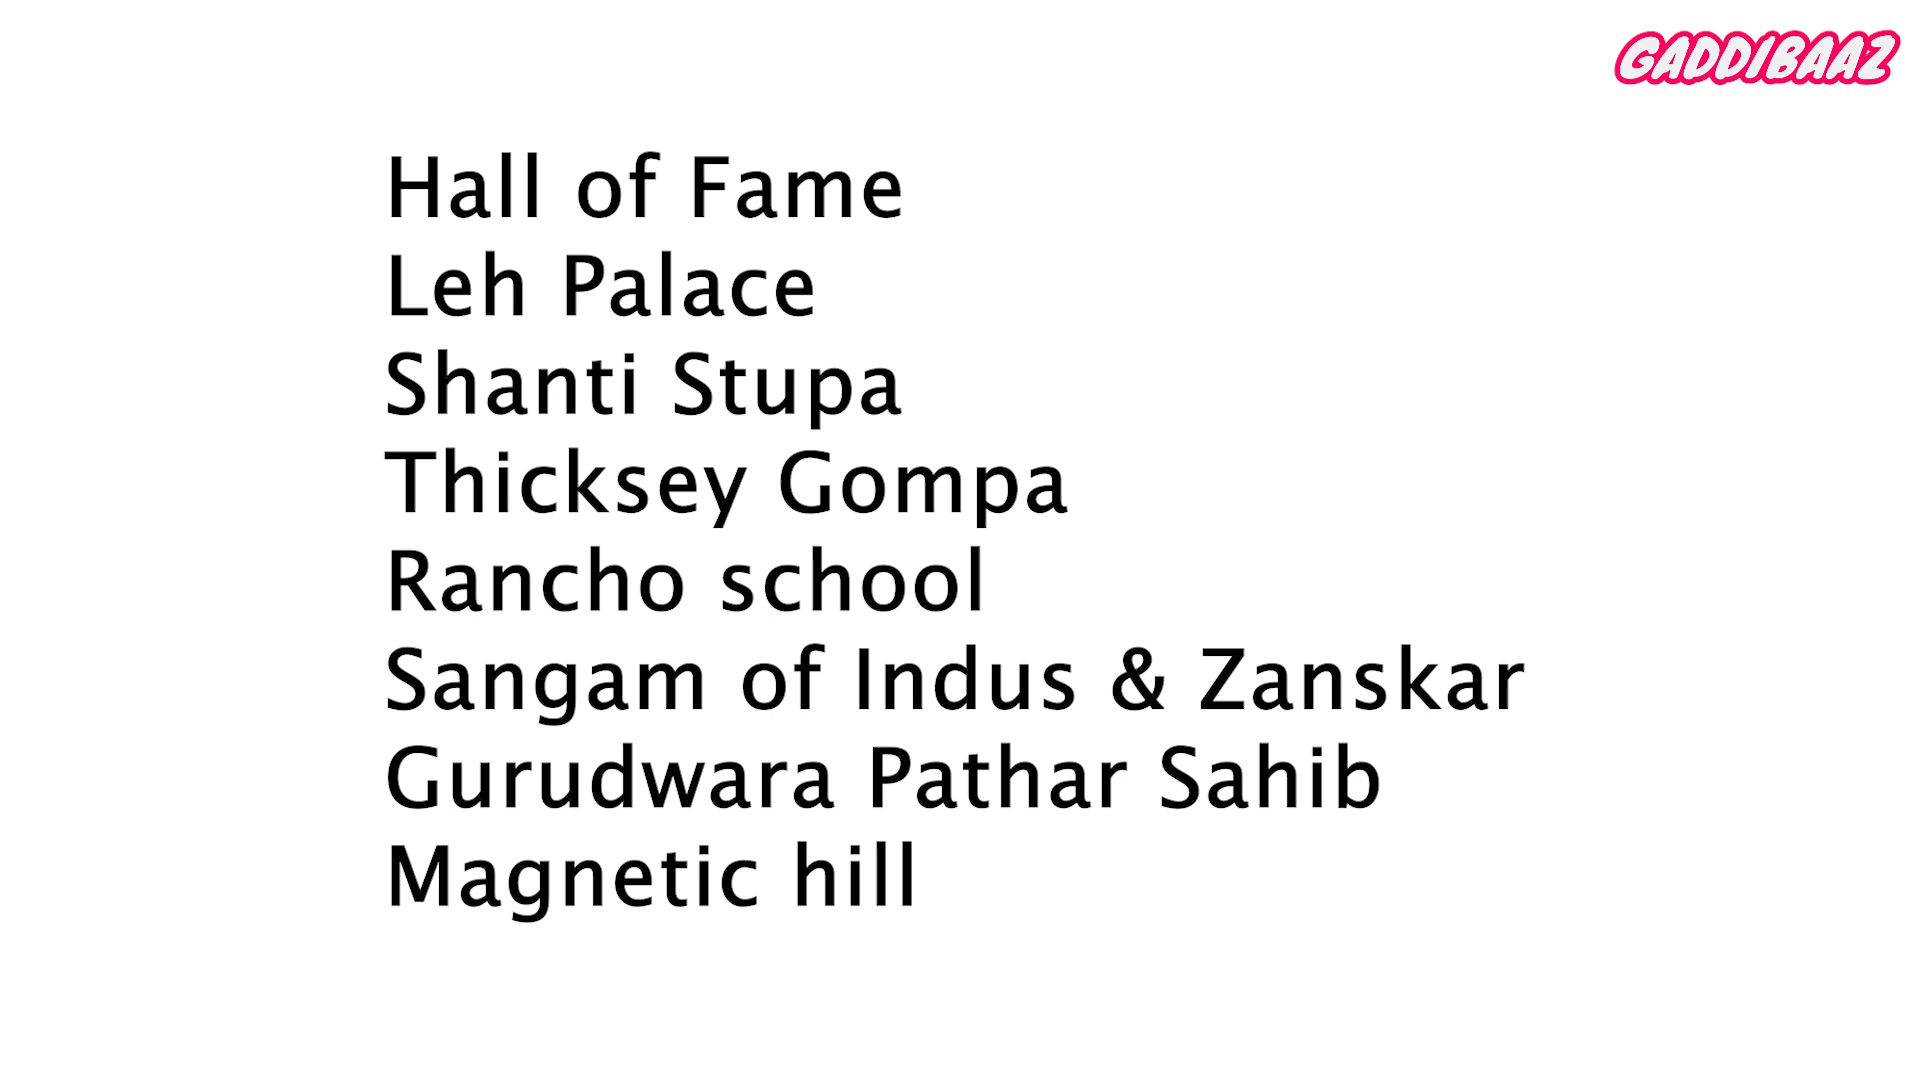 GADDIBAAZ
Hall of Fame
Leh Palace
Shanti Stupa
Thicksey Gompa
Rancho school
Sangam of Indus & Zanskar
Gurudwara Pathar Sahib
Magnetic hill